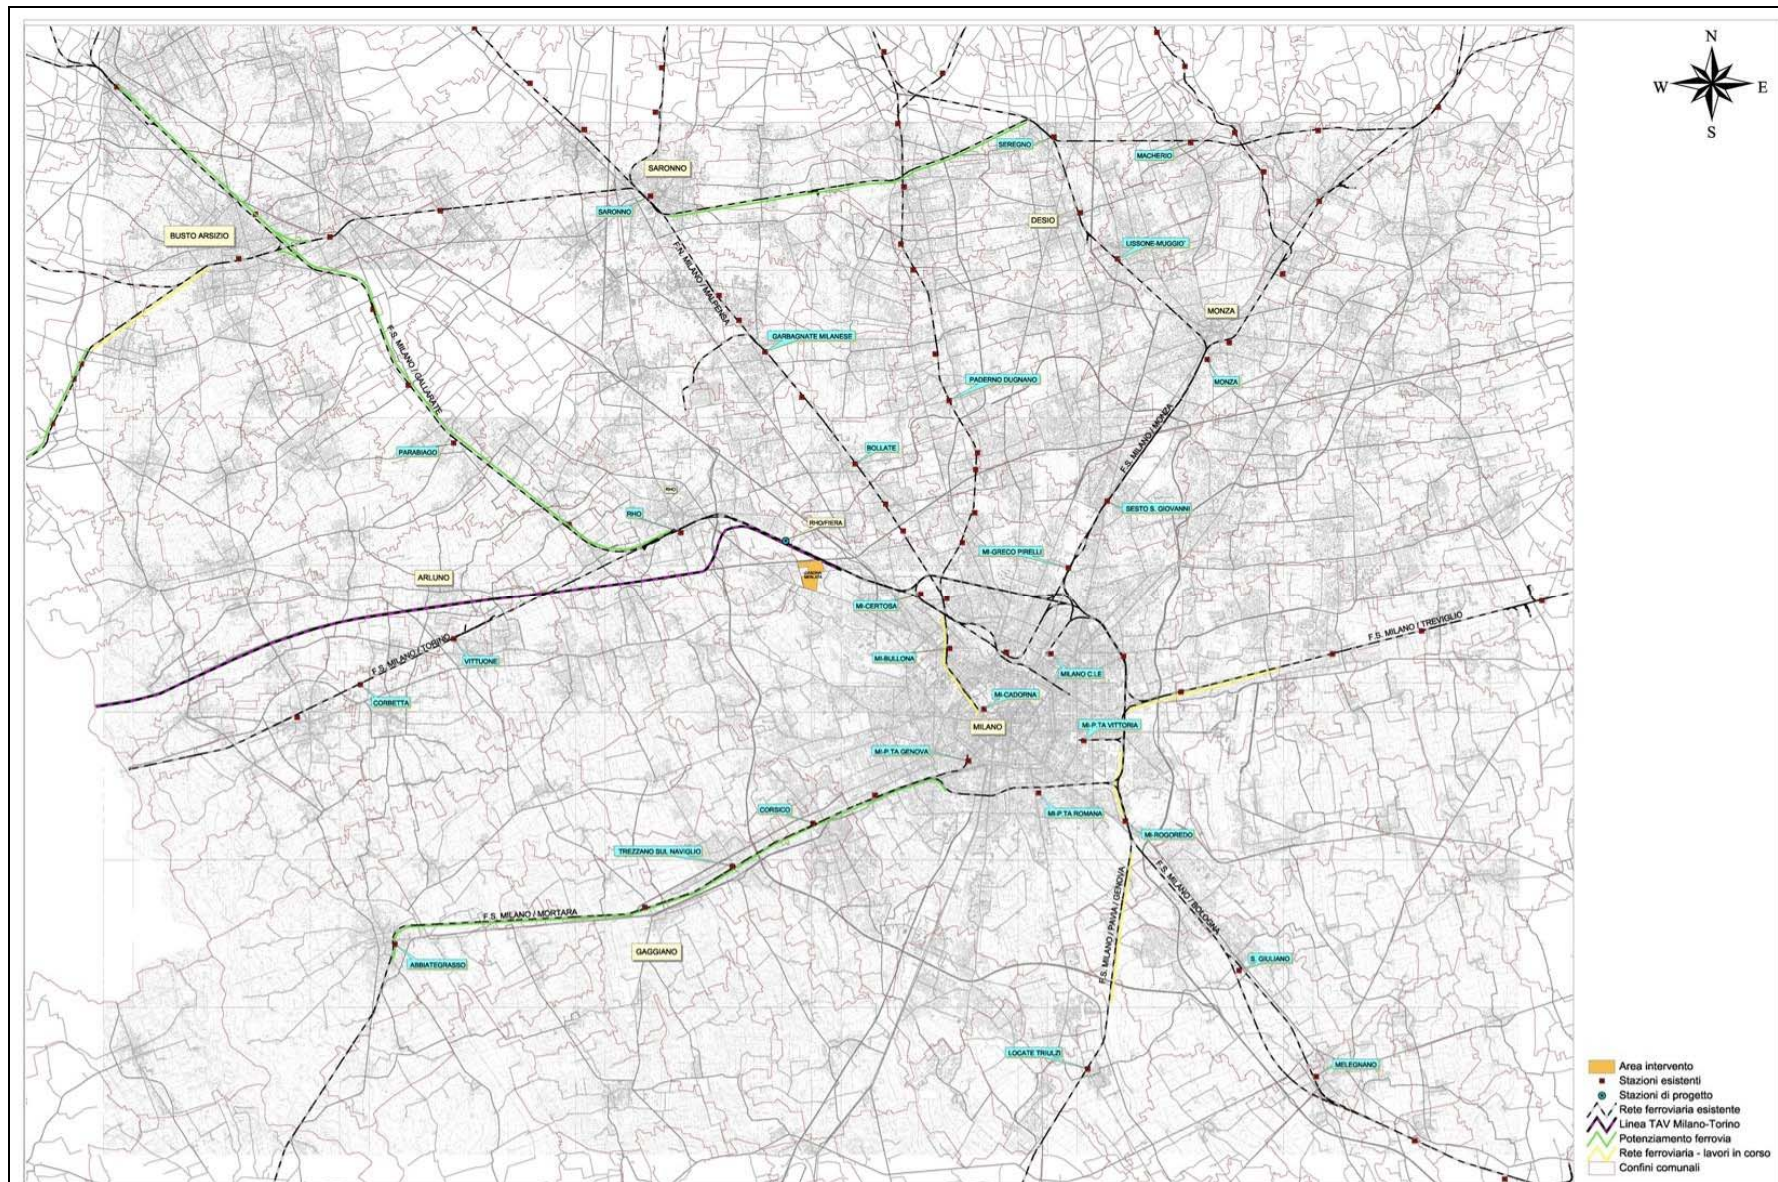 N
W E
S
SEREGNO
MACHERIO
SARONNO
SARONNO
DESIO
BUSTO ARSIZIO
LISSONE-MUGGIO'
F.N. MILANO / MALPENSA
MONZA
GARBAGNATE MILANESE
F.S. MILANO / GALLARATE
PADERNO DUGNANO
MONZA
F.S. MILANO / MONZA
PARABIAGO
BOLLATE
RHO
SESTO S. GIOVANNI
RHO
RHO/FIERA
MI-GRECO PIRELLI
ARLUNO
CASCINA
MERLATA
MI-CERTOSA
F.S. MILANO / TREVIGLIO
F.S. MILANO / TORINO
VITTUONE
MI-BULLONA
MILANO C.LE
CORBETTA
MI-CADORNA
MILANO
MI-P.TA VITTORIA
MI-P.TA GENOVA
CORSICO
MI-P.TA ROMANA
MI-ROGOREDO
TREZZANO SUL NAVIGLIO
F.S. MILANO / PAVIA / GENOVA
F.S. MILANO / BOLOGNA
F.S. MILANO / MORTARA
GAGGIANO
ABBIATEGRASSO
S. GIULIANO
LOCATE TRIULZI
MELEGNANO
Area intervento
Stazioni esistenti
Stazioni di progetto
Rete ferroviaria esistente
Linea TAV Milano-Torino
Potenziamento ferrovia
Rete ferroviaria - lavori in corso
Confini comunali